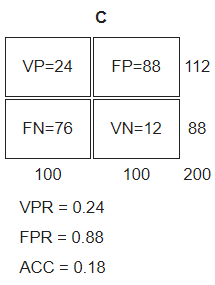 C
VP=24 FP=88 112
FN=76 VN=12 88
100 100 200
VPR = 0.24
FPR = 0.88
ACC = 0.18